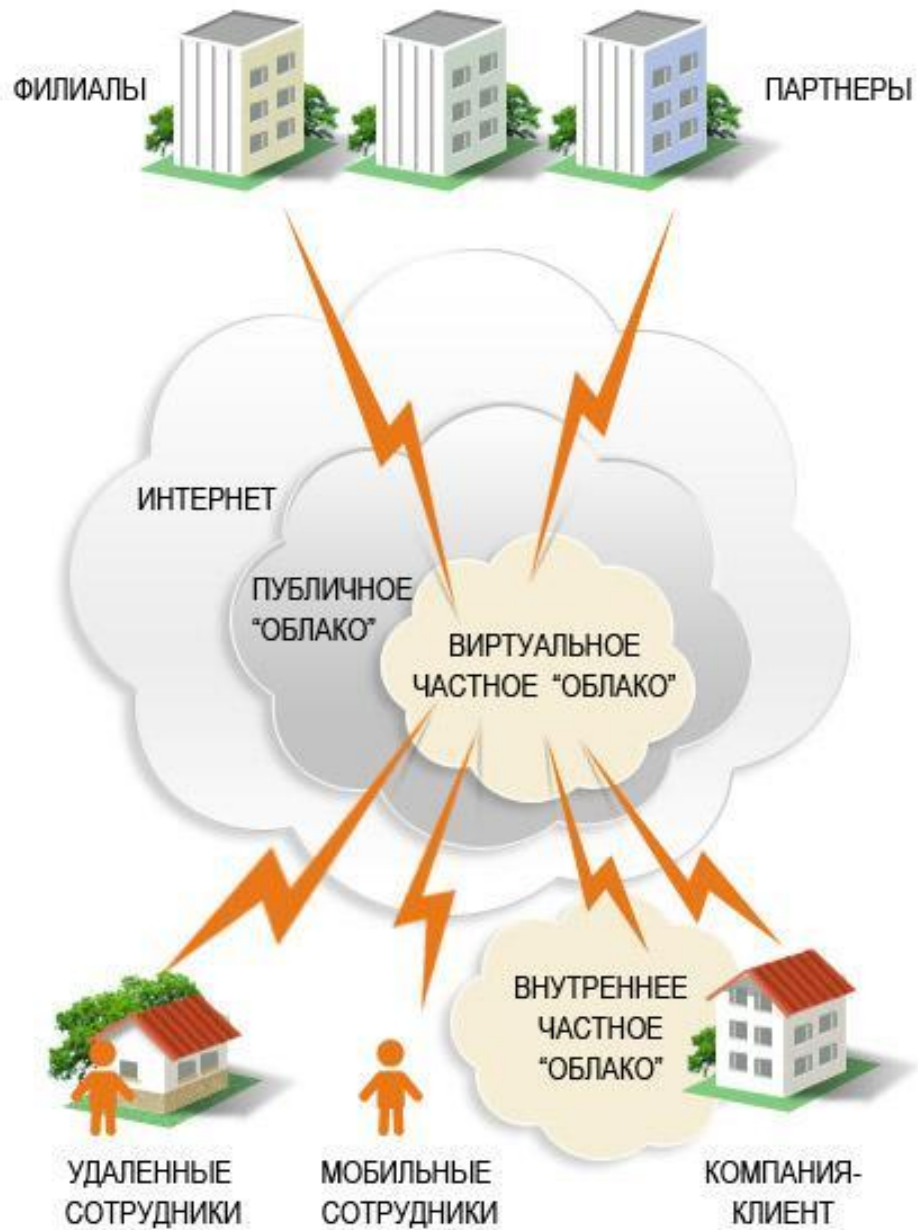 ФИЛИАЛЫ
ПАРТНЕРЫ
ИНТЕРНЕТ
ПУБЛИЧНОЕ
“ОБЛАКО”
ВИРТУАЛЬНОЕ
ЧАСТНОЕ “ОБЛАКО”
ВНУТРЕННЕЕ
ЧАСТНОЕ
“ОБЛАКО”
УДАЛЕННЫЕ
СОТРУДНИКИ
МОБИЛЬНЫЕ
СОТРУДНИКИ
КОМПАНИЯ-
КЛИЕНТ